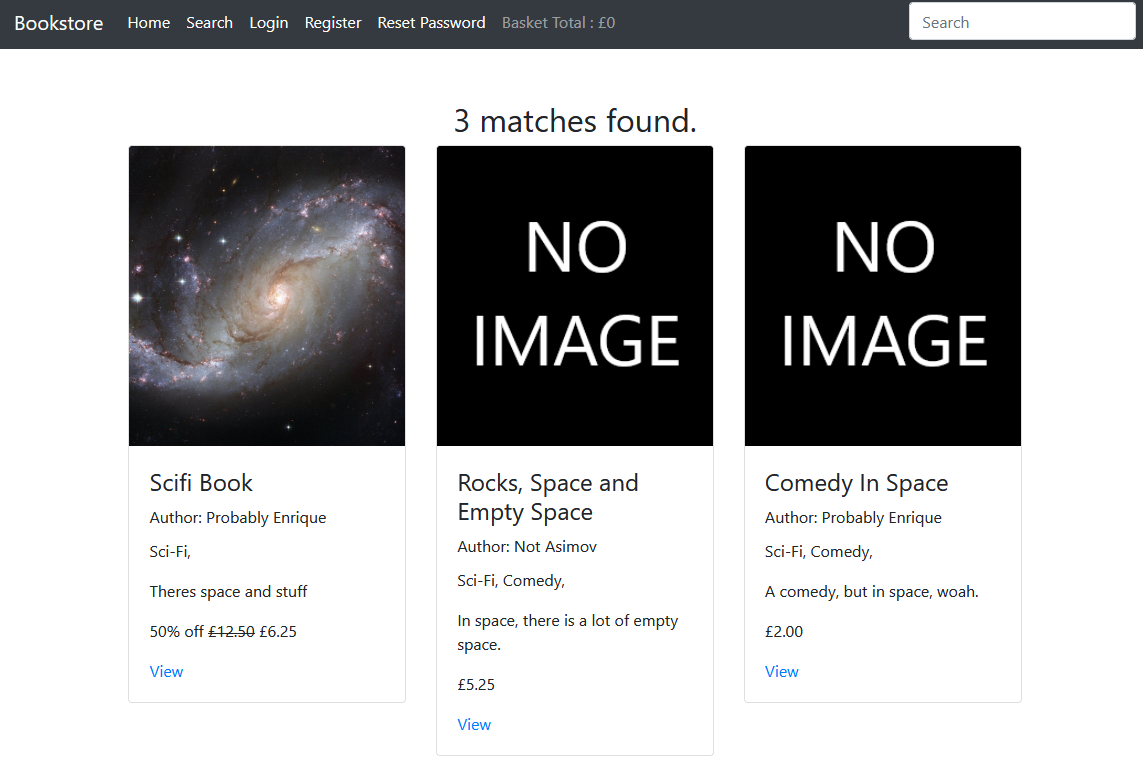 Bookstore Home Search Login Register Reset Password Basket Total : £0 Search
3 matches found.
Scifi Book
Author: Probably Enrique
Sci-Fi,
Theres space and stuff
50% off £12.50 £6.25
View
NO
IMAGE
Rocks, Space and
Empty Space
Author: Not Asimov
Sci-Fi, Comedy,
In space, there is a lot of empty
space.
£5.25
View
NO
IMAGE
Comedy In Space
Author: Probably Enrique
Sci-Fi, Comedy,
A comedy, but in space, woah.
£2.00
View